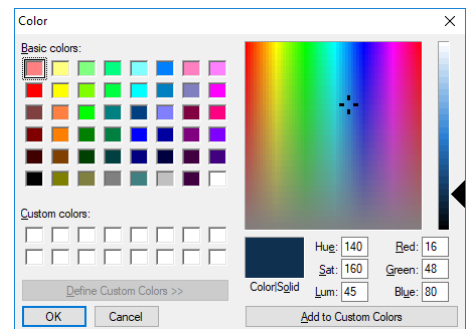 Color
Basic colors:
Custom colors:
Define Custom Colors >>
OK Cancel
Color|Solid
Hue: 140 Red: 16
Sat: 160 Green: 48
Lum: 45 Blue: 80
Add to Custom Colors